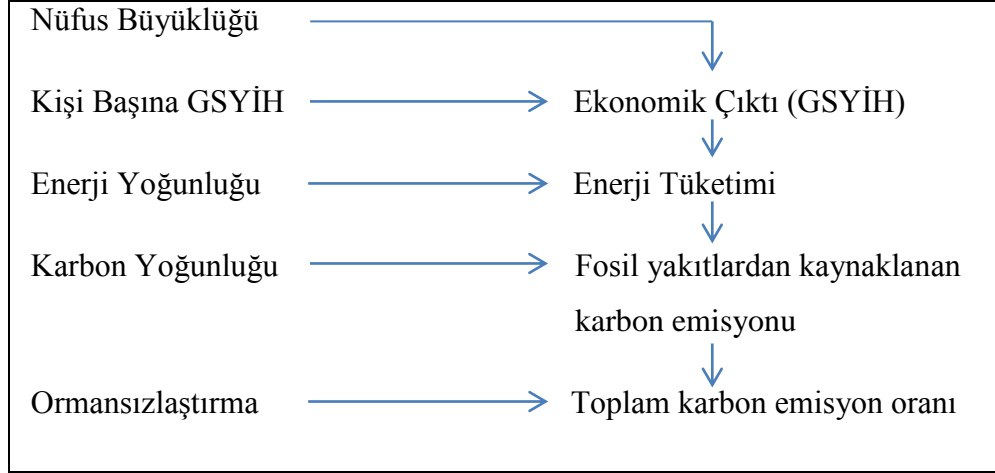 Nüfus Büyüklüğü
Kişi Başına GSYİH
Ekonomik Çıktı (GSYİH)
Enerji Yoğunluğu
Enerji Tüketimi
Karbon Yoğunluğu
Fosil yakıtlardan kaynaklanan
karbon emisyonu
Ormansızlaştırma
Toplam karbon emisyon oranı